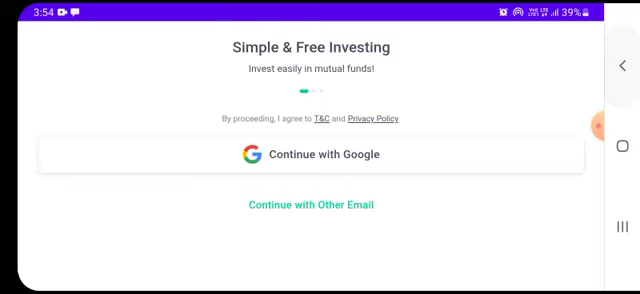 3:54
39%
Simple & Free Investing
Invest easily in mutual funds!
By proceeding, I agree to T&C and Privacy Policy
Continue with Google
Continue with Other Email